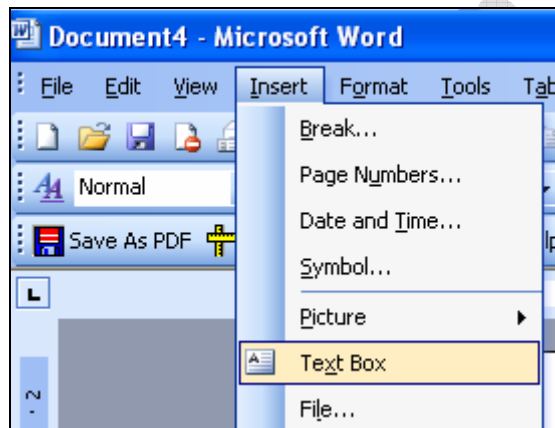 Document4 - Microsoft Word
File Edit View Insert Format Tools
Break...
Page Numbers...
Normal
Date and Time...
Save As PDF
Symbol...
Picture
Text Box
File...
2